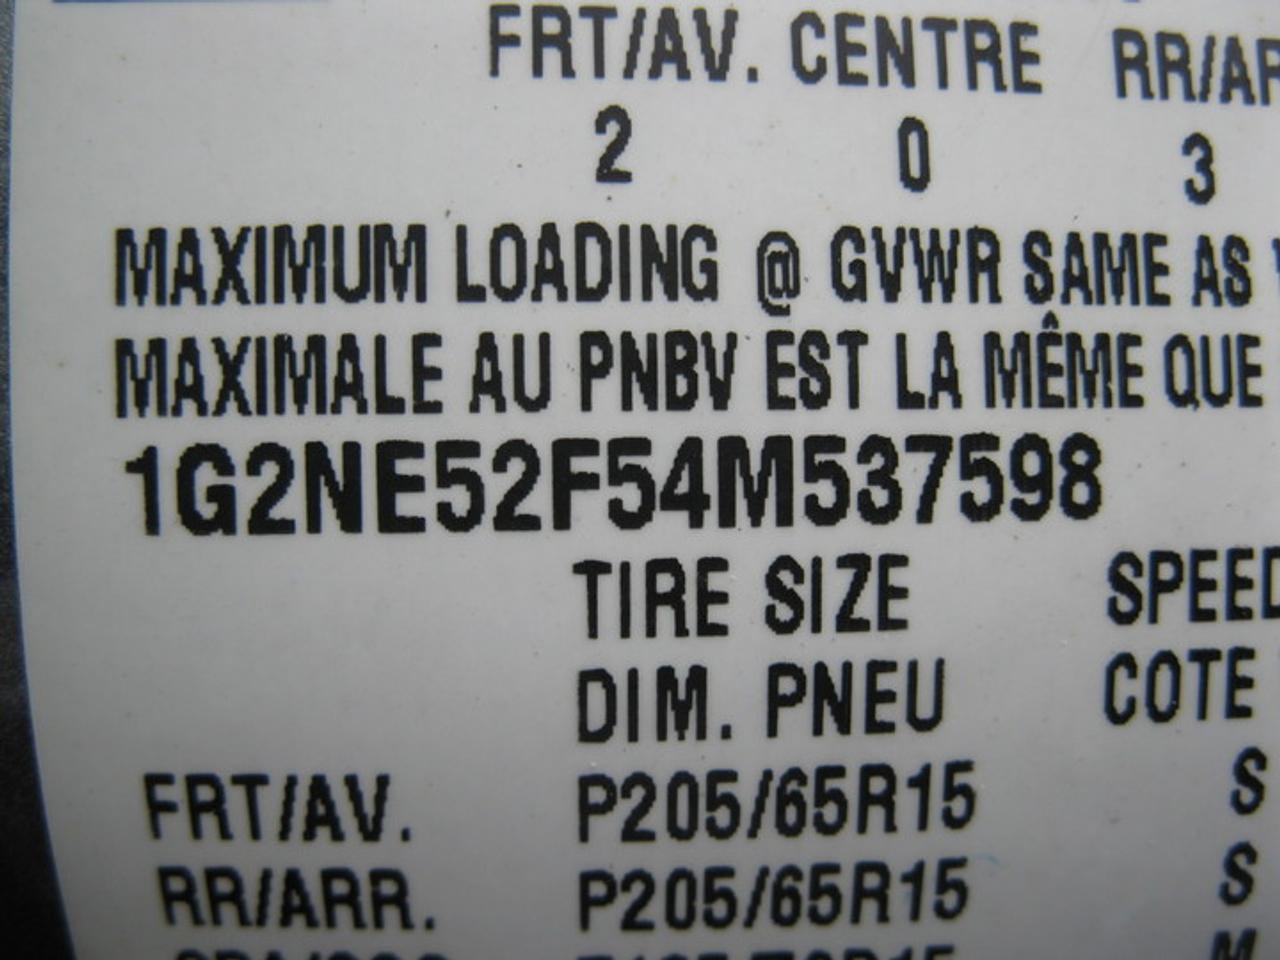 FRT/AV. CENTRE RR/AR
2 0 3
MAXIMUM LOADING @ GVWR SAME AS
MAXIMALE AU PNBV EST LA MÊME QUE
1G2NE52F54M537598
TIRE SIZE SPEED
DIM. PNEU COTE
FRT/AV. P205/65R15 S
RR/ARR. P205/65R15 S